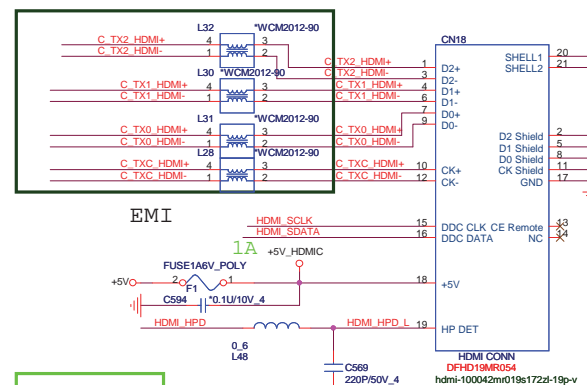 L32 *WCM2012-90 CN18
C_TX2_HDMI+ 4 3 20
C_TX2_HDMI- 1 2 C_TX2_HDMI+ 1 SHELL1 21
L30 *WCM2012-90 C_TX2_HDMI- 3 D2+ SHELL2
C_TX1_HDMI+ 4 3 C_TX1_HDMI+ 4 D2-
C_TX1_HDMI- 1 2 C_TX1_HDMI- 6 D1+
L31 *WCM2012-90 7 D1-
C_TX0_HDMI+ 4 3 C_TX0_HDMI+ 9 D0+
C_TX0_HDMI- 1 2 C_TX0_HDMI- D0- D2 Shield 2
L28 *WCM2012-90 D1 Shield 5
D0 Shield 8
C_TXC_HDMI+ 4 3 C_TXC_HDMI+ 10 CK+ CK Shield 11
C_TXC_HDMI- 1 2 C_TXC_HDMI- 12 CK- GND 17
EMI
HDMI_SCLK 15 DDC CLK CE Remote 13
HDMI_SDATA 16 DDC DATA NC 14
1A +5V_HDMIC
FUSE1A6V_POLY
+5V 2 1 18 +5V
F1
C594 *0.1U/10V_4
HDMI_HPD HDMI_HPD_L 19 HP DET
0_6
L48
HDMI CONN
C569 DFHD19MR054
220P/50V_4 hdmi-100042mr019s172zl-19p-v